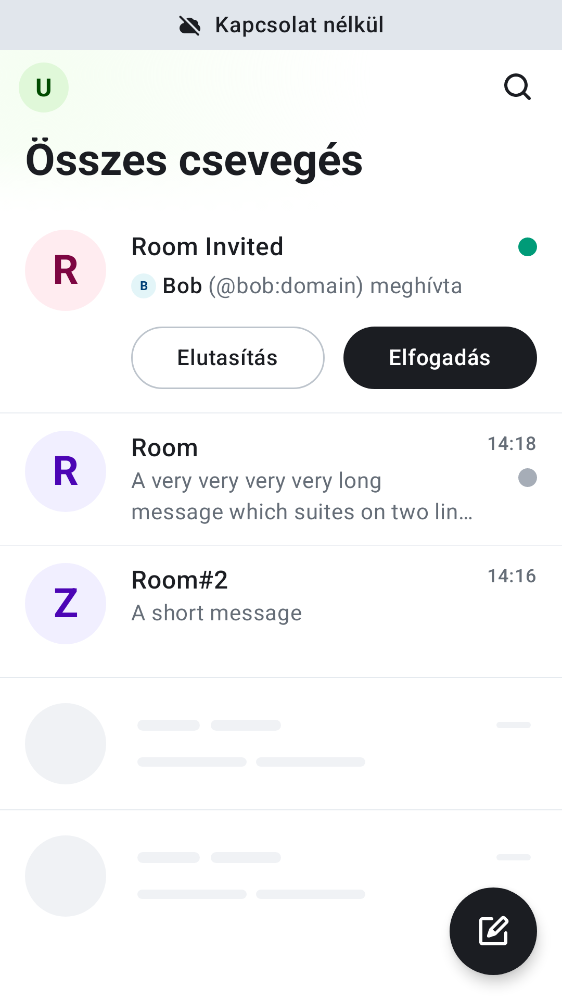 Kapcsolat nélkül
U
Összes csevegés
R
Room Invited
B Bob (@bob:domain) meghívta
Elutasítás
Elfogadás
R
Room
14:18
A very very very very long
message which suites on two lin…
Z
Room#2
14:16
A short message